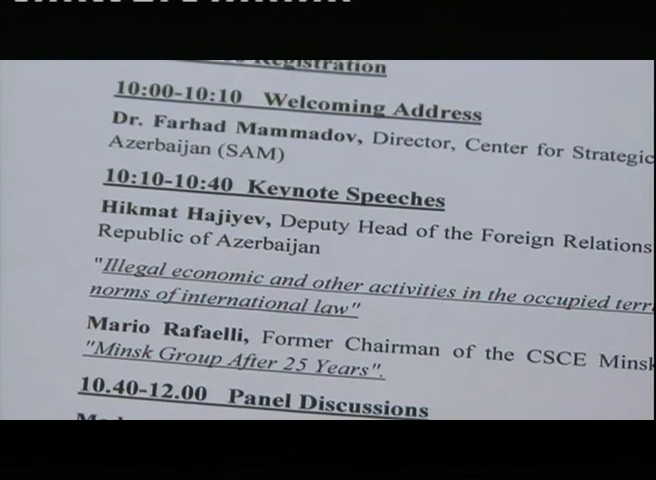 Registration
10:00-10:10 Welcoming Address
Dr. Farhad Mammadov, Director, Center for Strategic
Azerbaijan (SAM)
10:10-10:40 Keynote Speeches
Hikmat Hajiyev, Deputy Head of the Foreign Relations
Republic of Azerbaijan
"Illegal economic and other activities in the occupied terr
norms of international law"
Mario Rafaelli, Former Chairman of the CSCE Minsk
"Minsk Group After 25 Years".
10.40-12.00 Panel Discussions